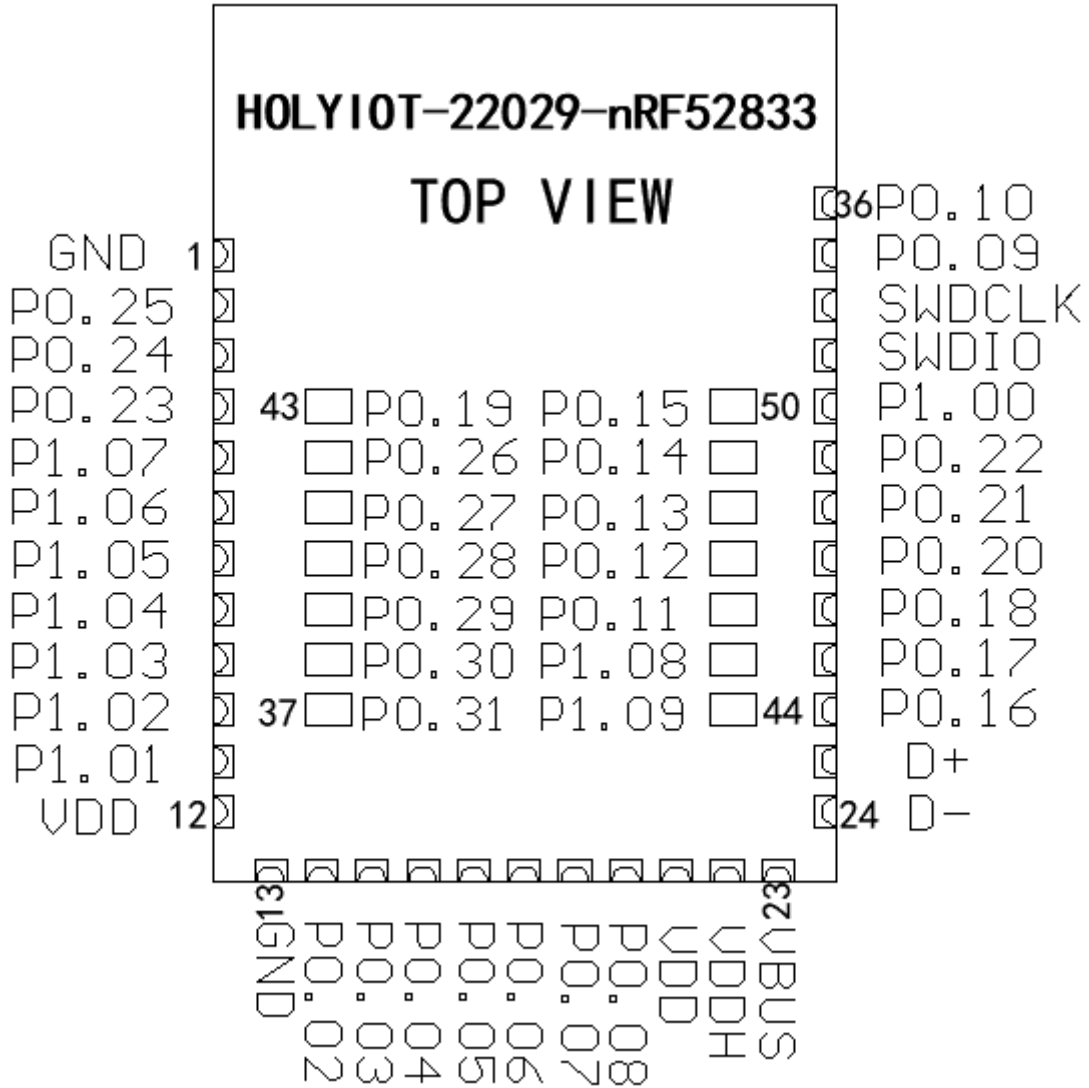 HOLYIOT-22029-nRF52833
TOP VIEW
36 P0.10
GND 1
P0.09
P0.25
SWDCLK
P0.24
SWDIO
P0.23
43 P0.19 P0.15 50
P1.00
P1.07
P0.26 P0.14
P0.22
P1.06
P0.27 P0.13
P0.21
P1.05
P0.28 P0.12
P0.20
P1.04
P0.29 P0.11
P0.18
P1.03
P0.30 P1.08
P0.17
P1.02
37 P0.31 P1.09 44
P0.16
P1.01
D+
VDD 12
24 D-
13 GND
P0.02
P0.03
P0.04
P0.05
P0.06
P0.07
P0.08
VDD
VDDH
23 VBUS